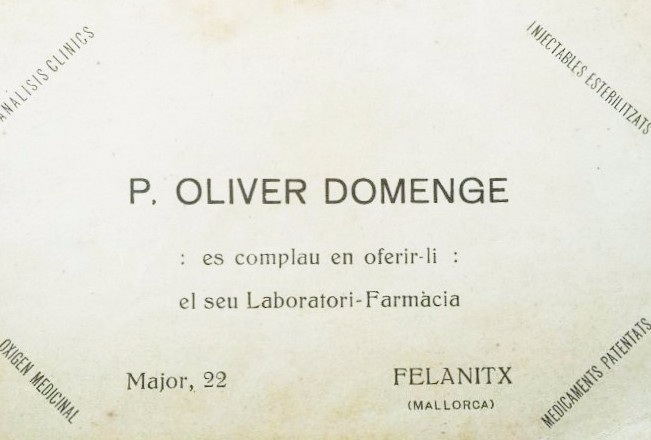 ANALISIS CLINICS
INJECTABLES ESTERILITZATS
P. OLIVER DOMENGE
: es complau en oferir-li :
el seu Laboratori-Farmàcia
Major, 22
FELANITX
(MALLORCA)
OXIGEN MEDICINAL
MEDICAMENTS PATENTATS